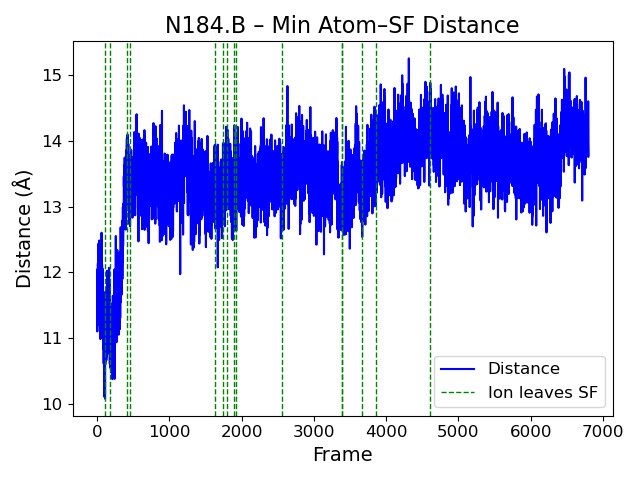 N184.B – Min Atom–SF Distance
Distance (Å)
15
14
13
12
11
10
Distance
Ion leaves SF
0 1000 2000 3000 4000 5000 6000 7000
Frame